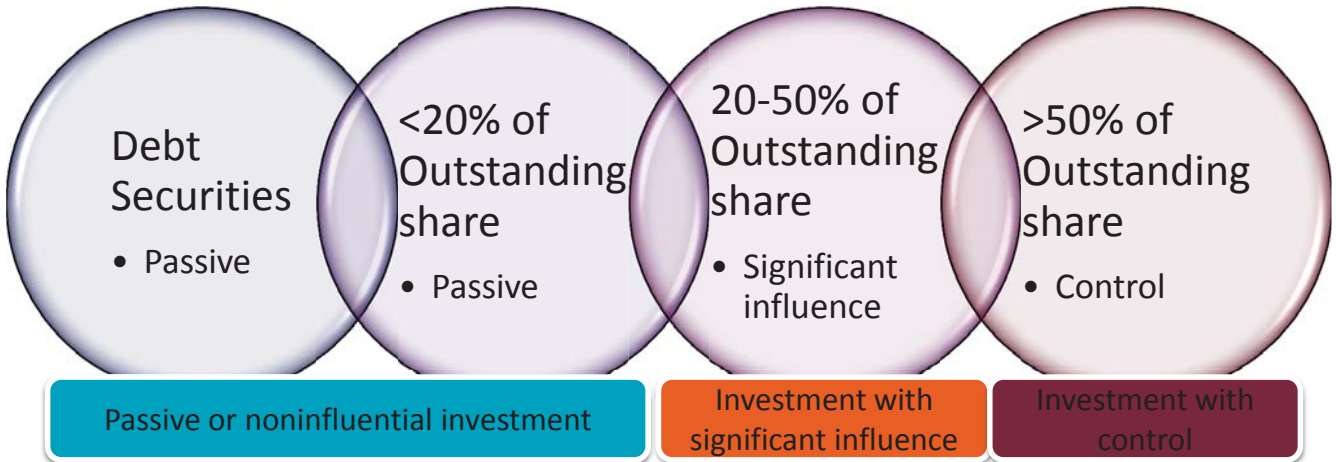 Debt
Securities
• Passive
<20% of
Outstanding
share
• Passive
20-50% of
Outstanding
share
• Significant
influence
>50% of
Outstanding
share
• Control
Passive or noninfluential investment
Investment with
significant influence
Investment with
control